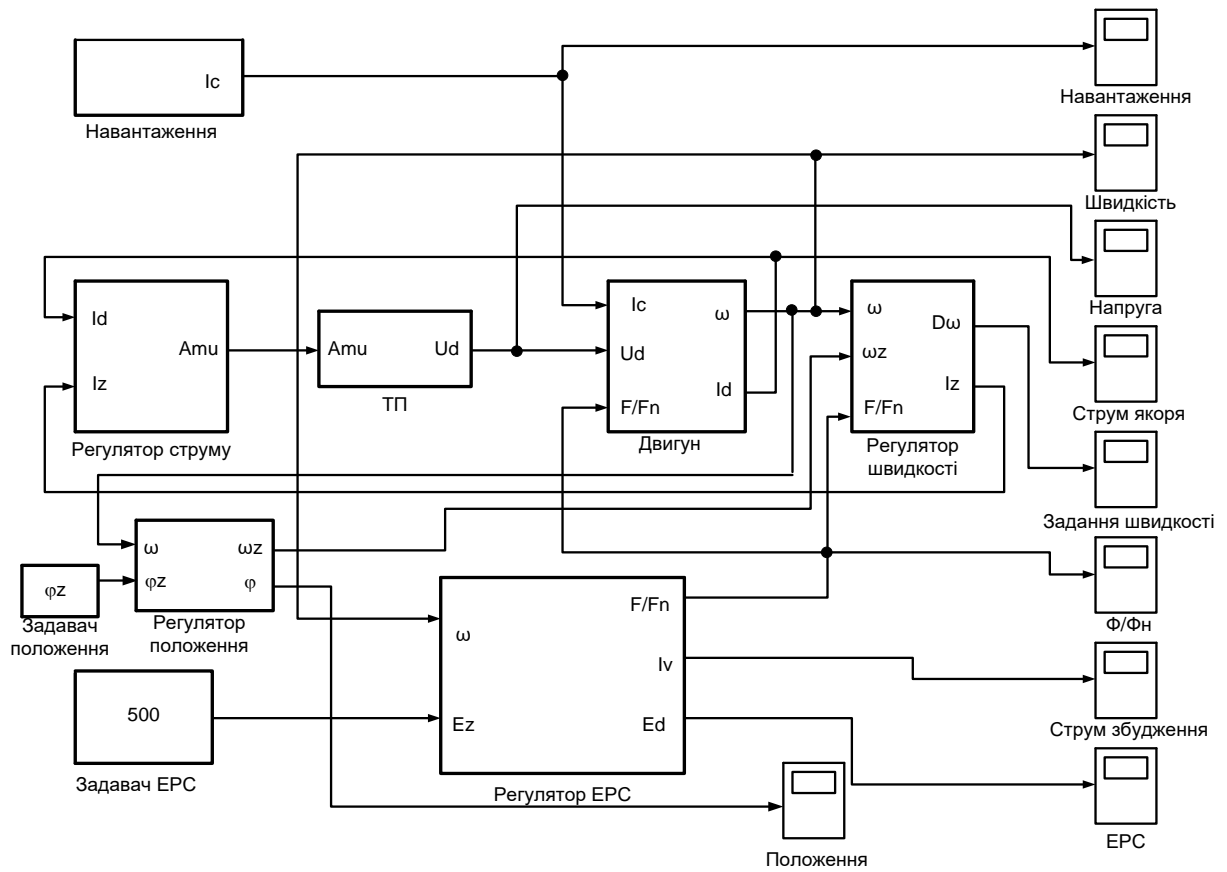 Ic
Навантаження
Навантаження
Швидкість
Напруга
Id
Amu
Iz
Регулятор струму
Amu
Ud
ТП
Ic
ω
Ud
Id
F/Fn
Двигун
ω
Dω
ωz
Iz
F/Fn
Регулятор
швидкості
Струм якоря
Задання швидкості
ω
ωz
φz
φ
Регулятор
положення
φz
Задавач
положення
F/Fn
ω
Iv
Ez
Ed
Регулятор ЕРС
500
Задавач ЕРС
Ф/Фн
Струм збудження
ЕРС
Положення